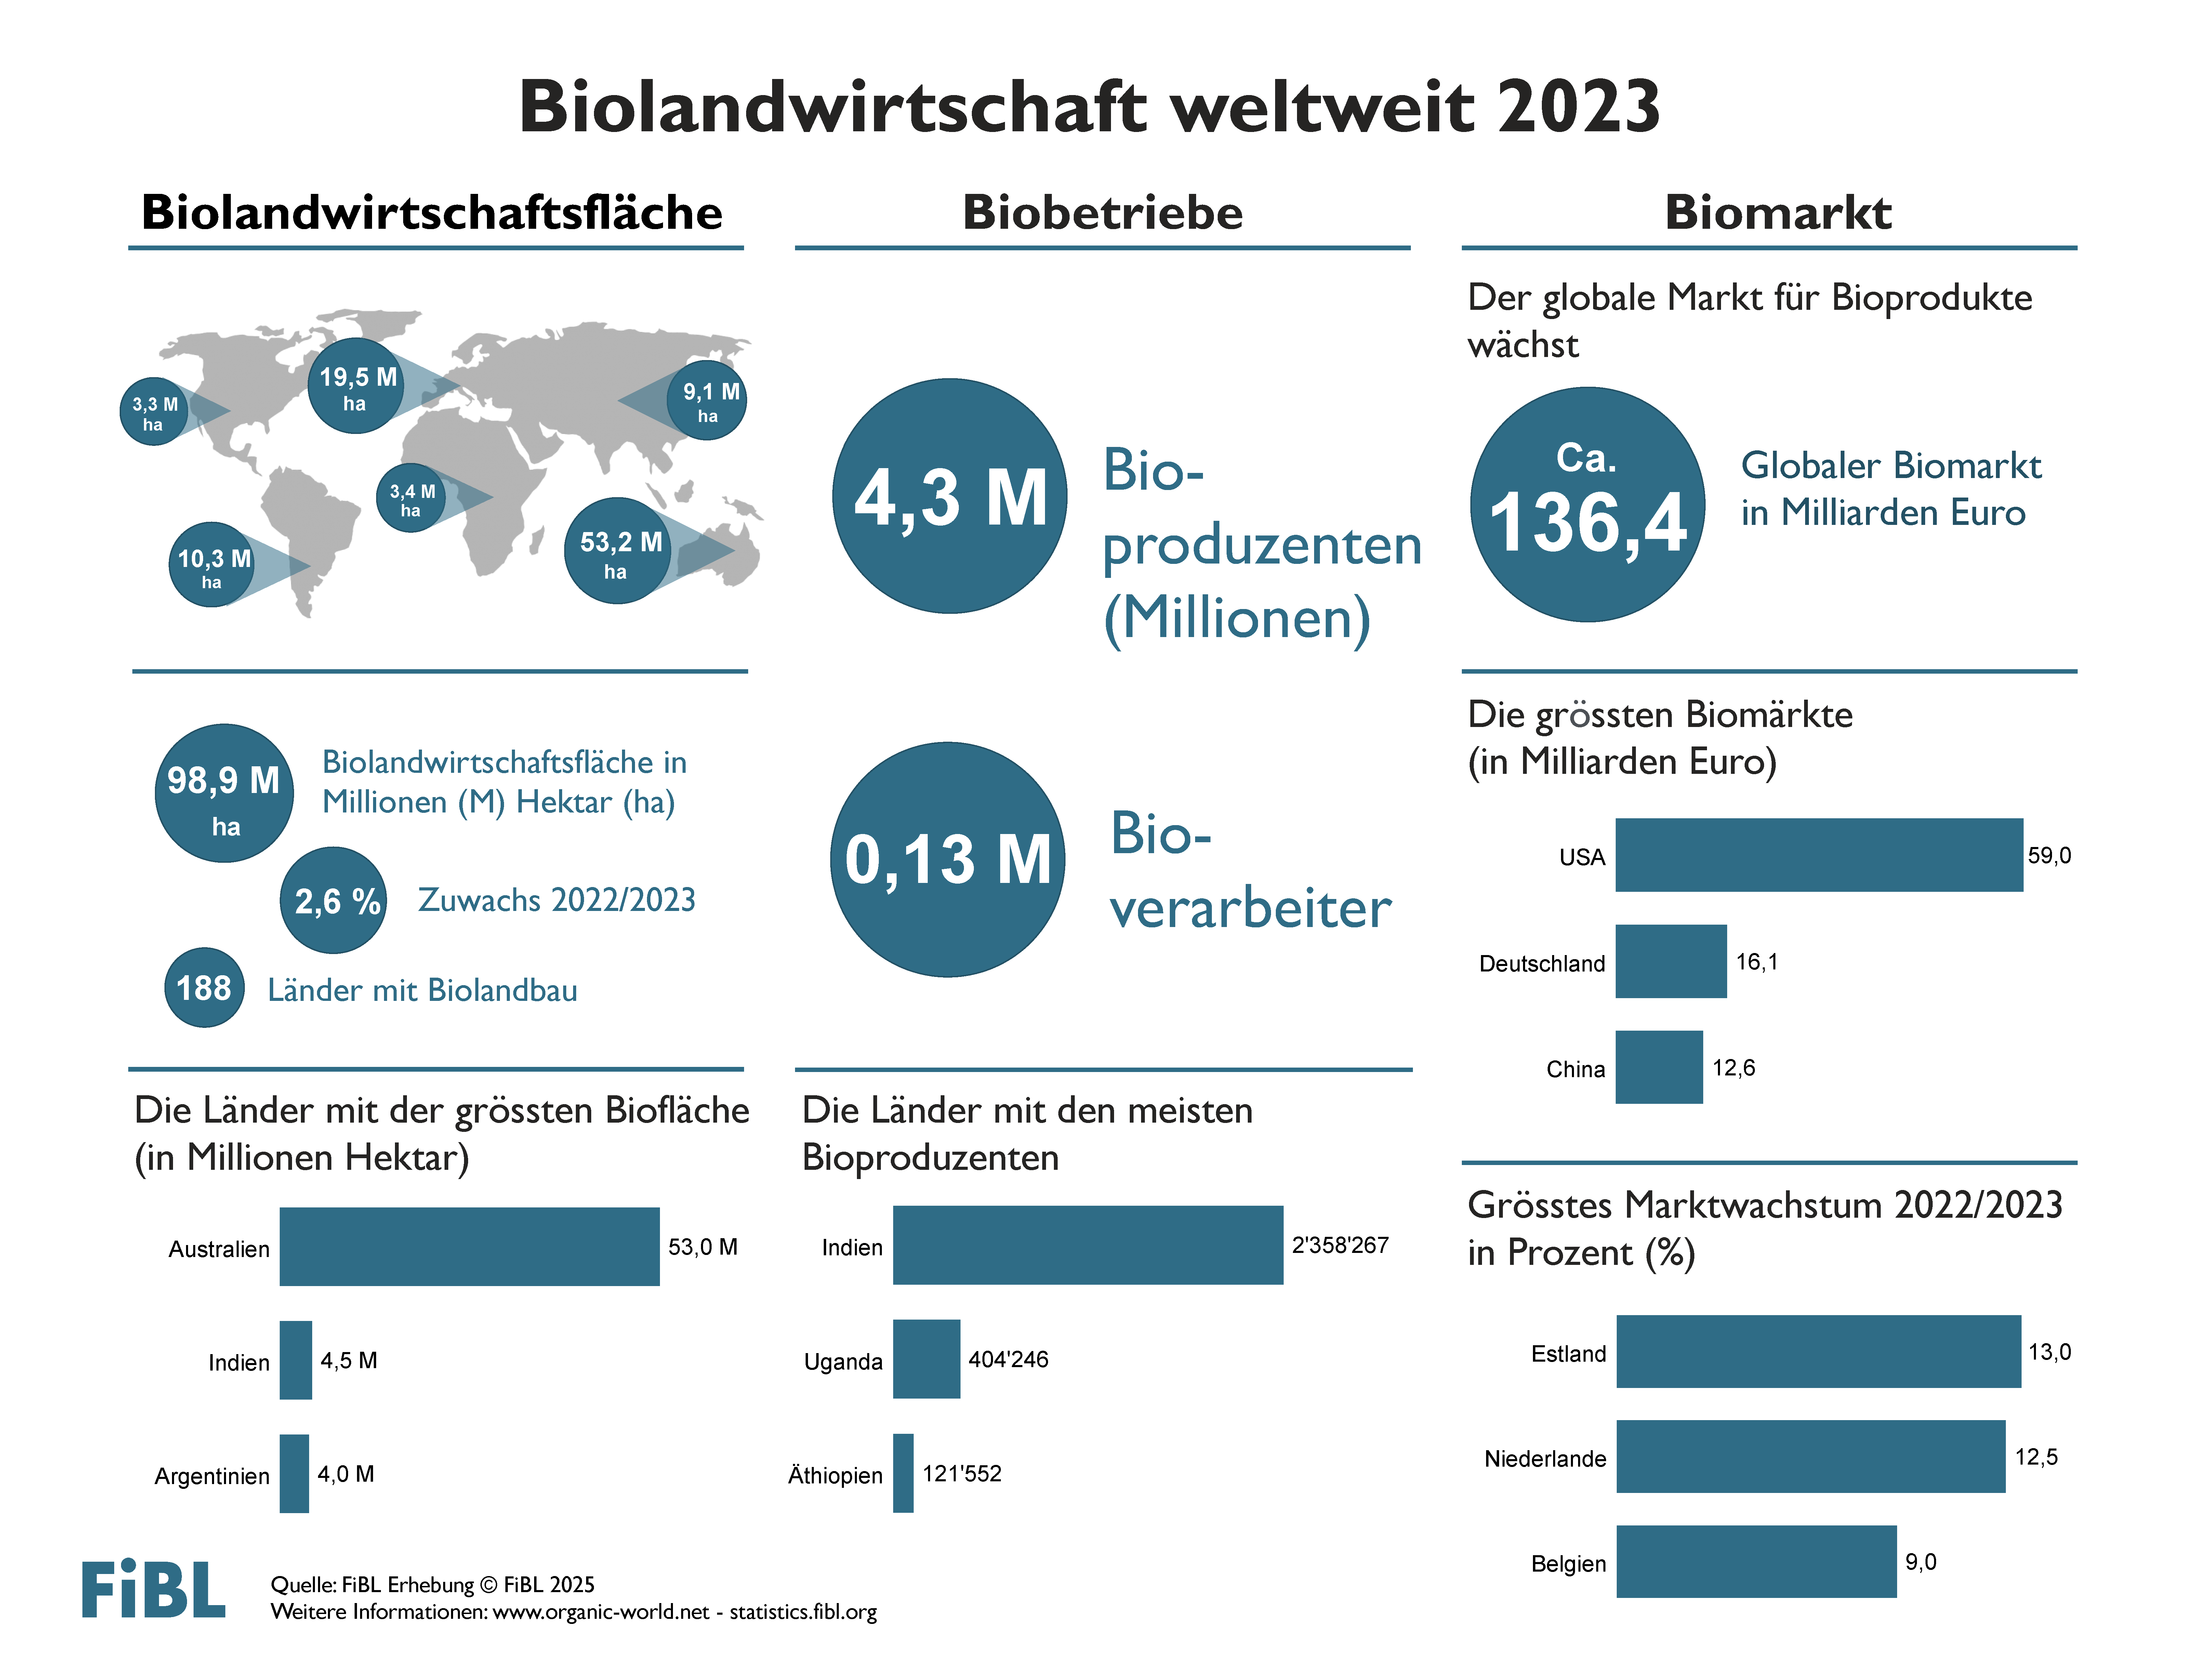 Biolandwirtschaft weltweit 2023
Biolandwirtschaftsfläche
3,3 M
ha
19,5 M
ha
9,1 M
ha
3,4 M
ha
10,3 M
ha
53,2 M
ha
98,9 M
ha
Biolandwirtschaftsfläche in
Millionen (M) Hektar (ha)
2,6 %
Zuwachs 2022/2023
188
Länder mit Biolandbau
Die Länder mit der grössten Biofläche
(in Millionen Hektar)
Australien 53,0 M
Indien 4,5 M
Argentinien 4,0 M
Biobetriebe
4,3 M
Bio-
produzenten
(Millionen)
0,13 M
Bio-
verarbeiter
Die Länder mit den meisten
Bioproduzenten
Indien 2'358'267
Uganda 404'246
Äthiopien 121'552
Biomarkt
Der globale Markt für Bioprodukte
wächst
Ca.
136,4
Globaler Biomarkt
in Milliarden Euro
Die grössten Biomärkte
(in Milliarden Euro)
USA 59,0
Deutschland 16,1
China 12,6
Grösstes Marktwachstum 2022/2023
in Prozent (%)
Estland 13,0
Niederlande 12,5
Belgien 9,0
FiBL
Quelle: FiBL Erhebung © FiBL 2025
Weitere Informationen: www.organic-world.net - statistics.fibl.org